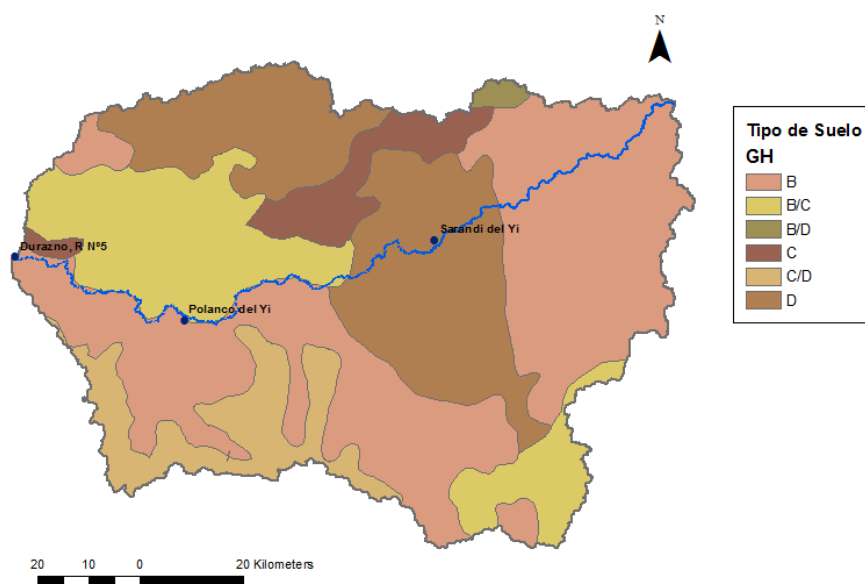 N
Tipo de Suelo
GH
B
B/C
B/D
C
C/D
D
Sarandi del Yi
Durazno, R Nº5
Polanco del Yi
20 10 0 20 Kilometers